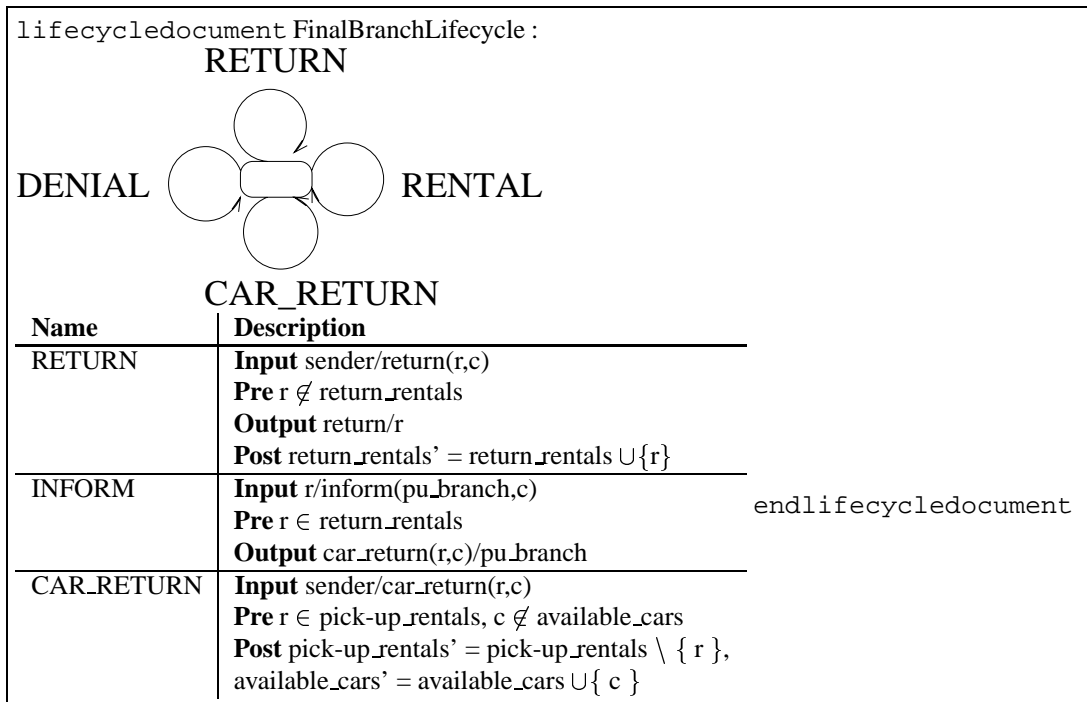 lifecycledocument FinalBranchLifecycle :
RETURN
DENIAL RENTAL
CAR_RETURN
Name Description
RETURN Input sender/return(r,c)
Pre r ∉ return_rentals
Output return/r
Post return_rentals’ = return_rentals ∪{r}
INFORM Input r/inform(pu_branch,c)
Pre r ∈ return_rentals
Output car_return(r,c)/pu_branch
endlifecycledocument
CAR_RETURN Input sender/car_return(r,c)
Pre r ∈ pick-up_rentals, c ∉ available_cars
Post pick-up_rentals’ = pick-up_rentals \ { r },
available_cars’ = available_cars ∪{ c }